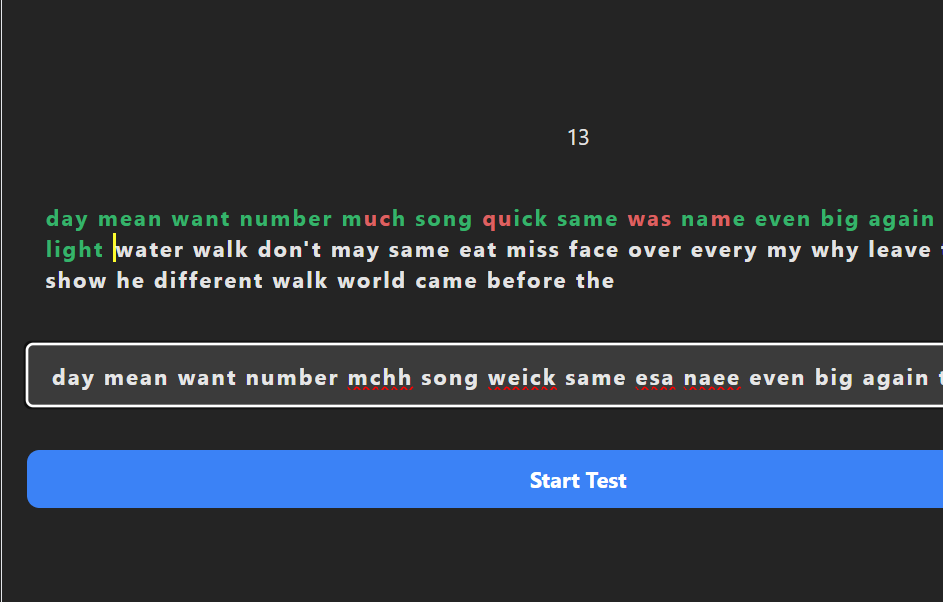 13
day mean want number much song quick same was name even big again
light water walk don't may same eat miss face over every my why leave
show he different walk world came before the
day mean want number mchh song weick same esa naee even big again
Start Test